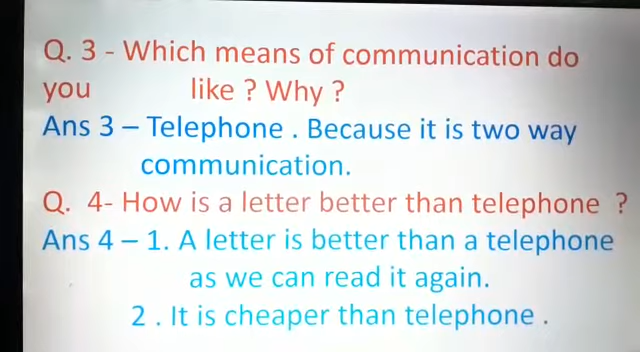 Q. 3 - Which means of communication do
you like ? Why ?
Ans 3 – Telephone . Because it is two way
communication.
Q. 4- How is a letter better than telephone ?
Ans 4 – 1. A letter is better than a telephone
as we can read it again.
2 . It is cheaper than telephone .